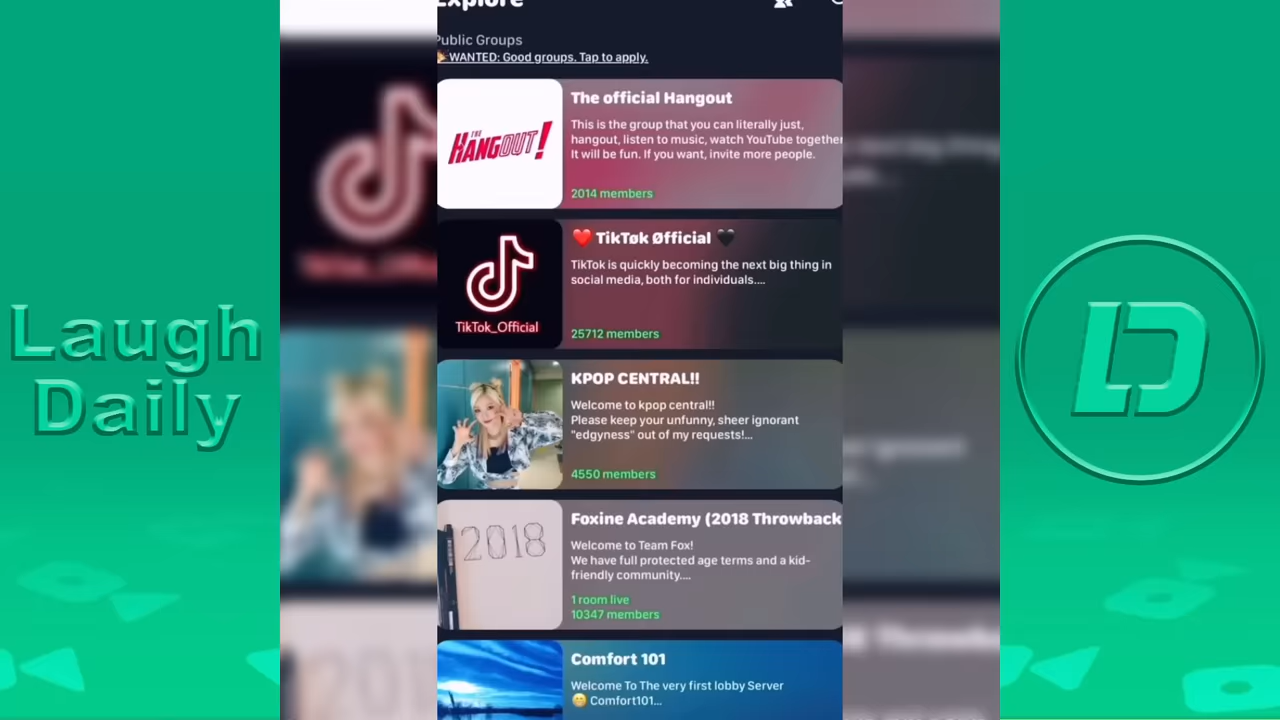 Explore
Public Groups
WANTED: Good groups. Tap to apply.
THE HANGOUT!
The official Hangout
This is the group that you can literally just,
hangout, listen to music, watch YouTube together
It will be fun. If you want, invite more people.
2014 members
TikTok_Official
❤️ TikTøk Øfficial 🖤
TikTok is quickly becoming the next big thing in
social media, both for individuals....
25712 members
KPOP CENTRAL!!
Welcome to kpop central!!
Please keep your unfunny, sheer ignorant
"edgyness" out of my requests!...
4550 members
2018
Foxine Academy (2018 Throwback
Welcome to Team Fox!
We have full protected age terms and a kid-
friendly community....
1 room live
10347 members
Comfort 101
Welcome To The very first lobby Server
🤭 Comfort101...
Laugh
Daily
LD